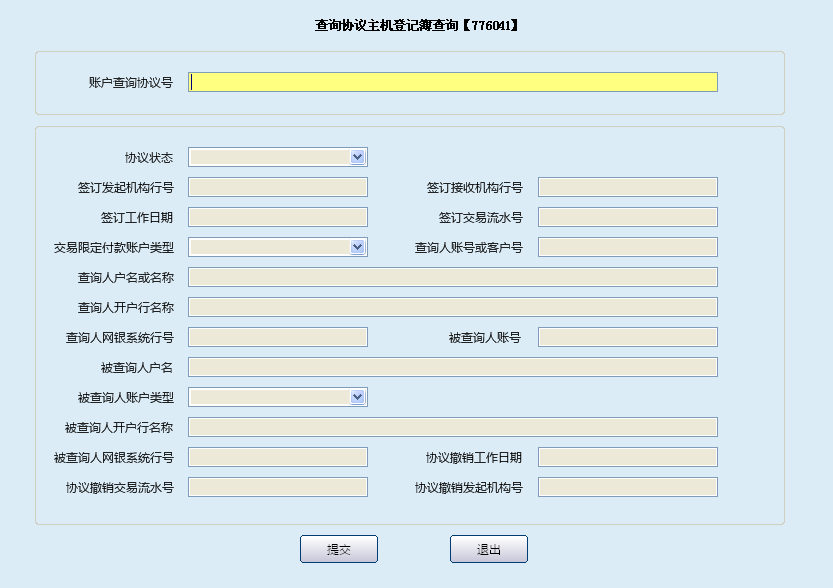 查询协议主机登记簿查询【776041】
账户查询协议号
协议状态
签订发起机构行号 签订接收机构行号
签订工作日期 签订交易流水号
交易限定付款账户类型 查询人账号或客户号
查询人户名或名称
查询人开户行名称
查询人网银系统行号 被查询人账号
被查询人户名
被查询人账户类型
被查询人开户行名称
被查询人网银系统行号 协议撤销工作日期
协议撤销交易流水号 协议撤销发起机构号
提交 退出